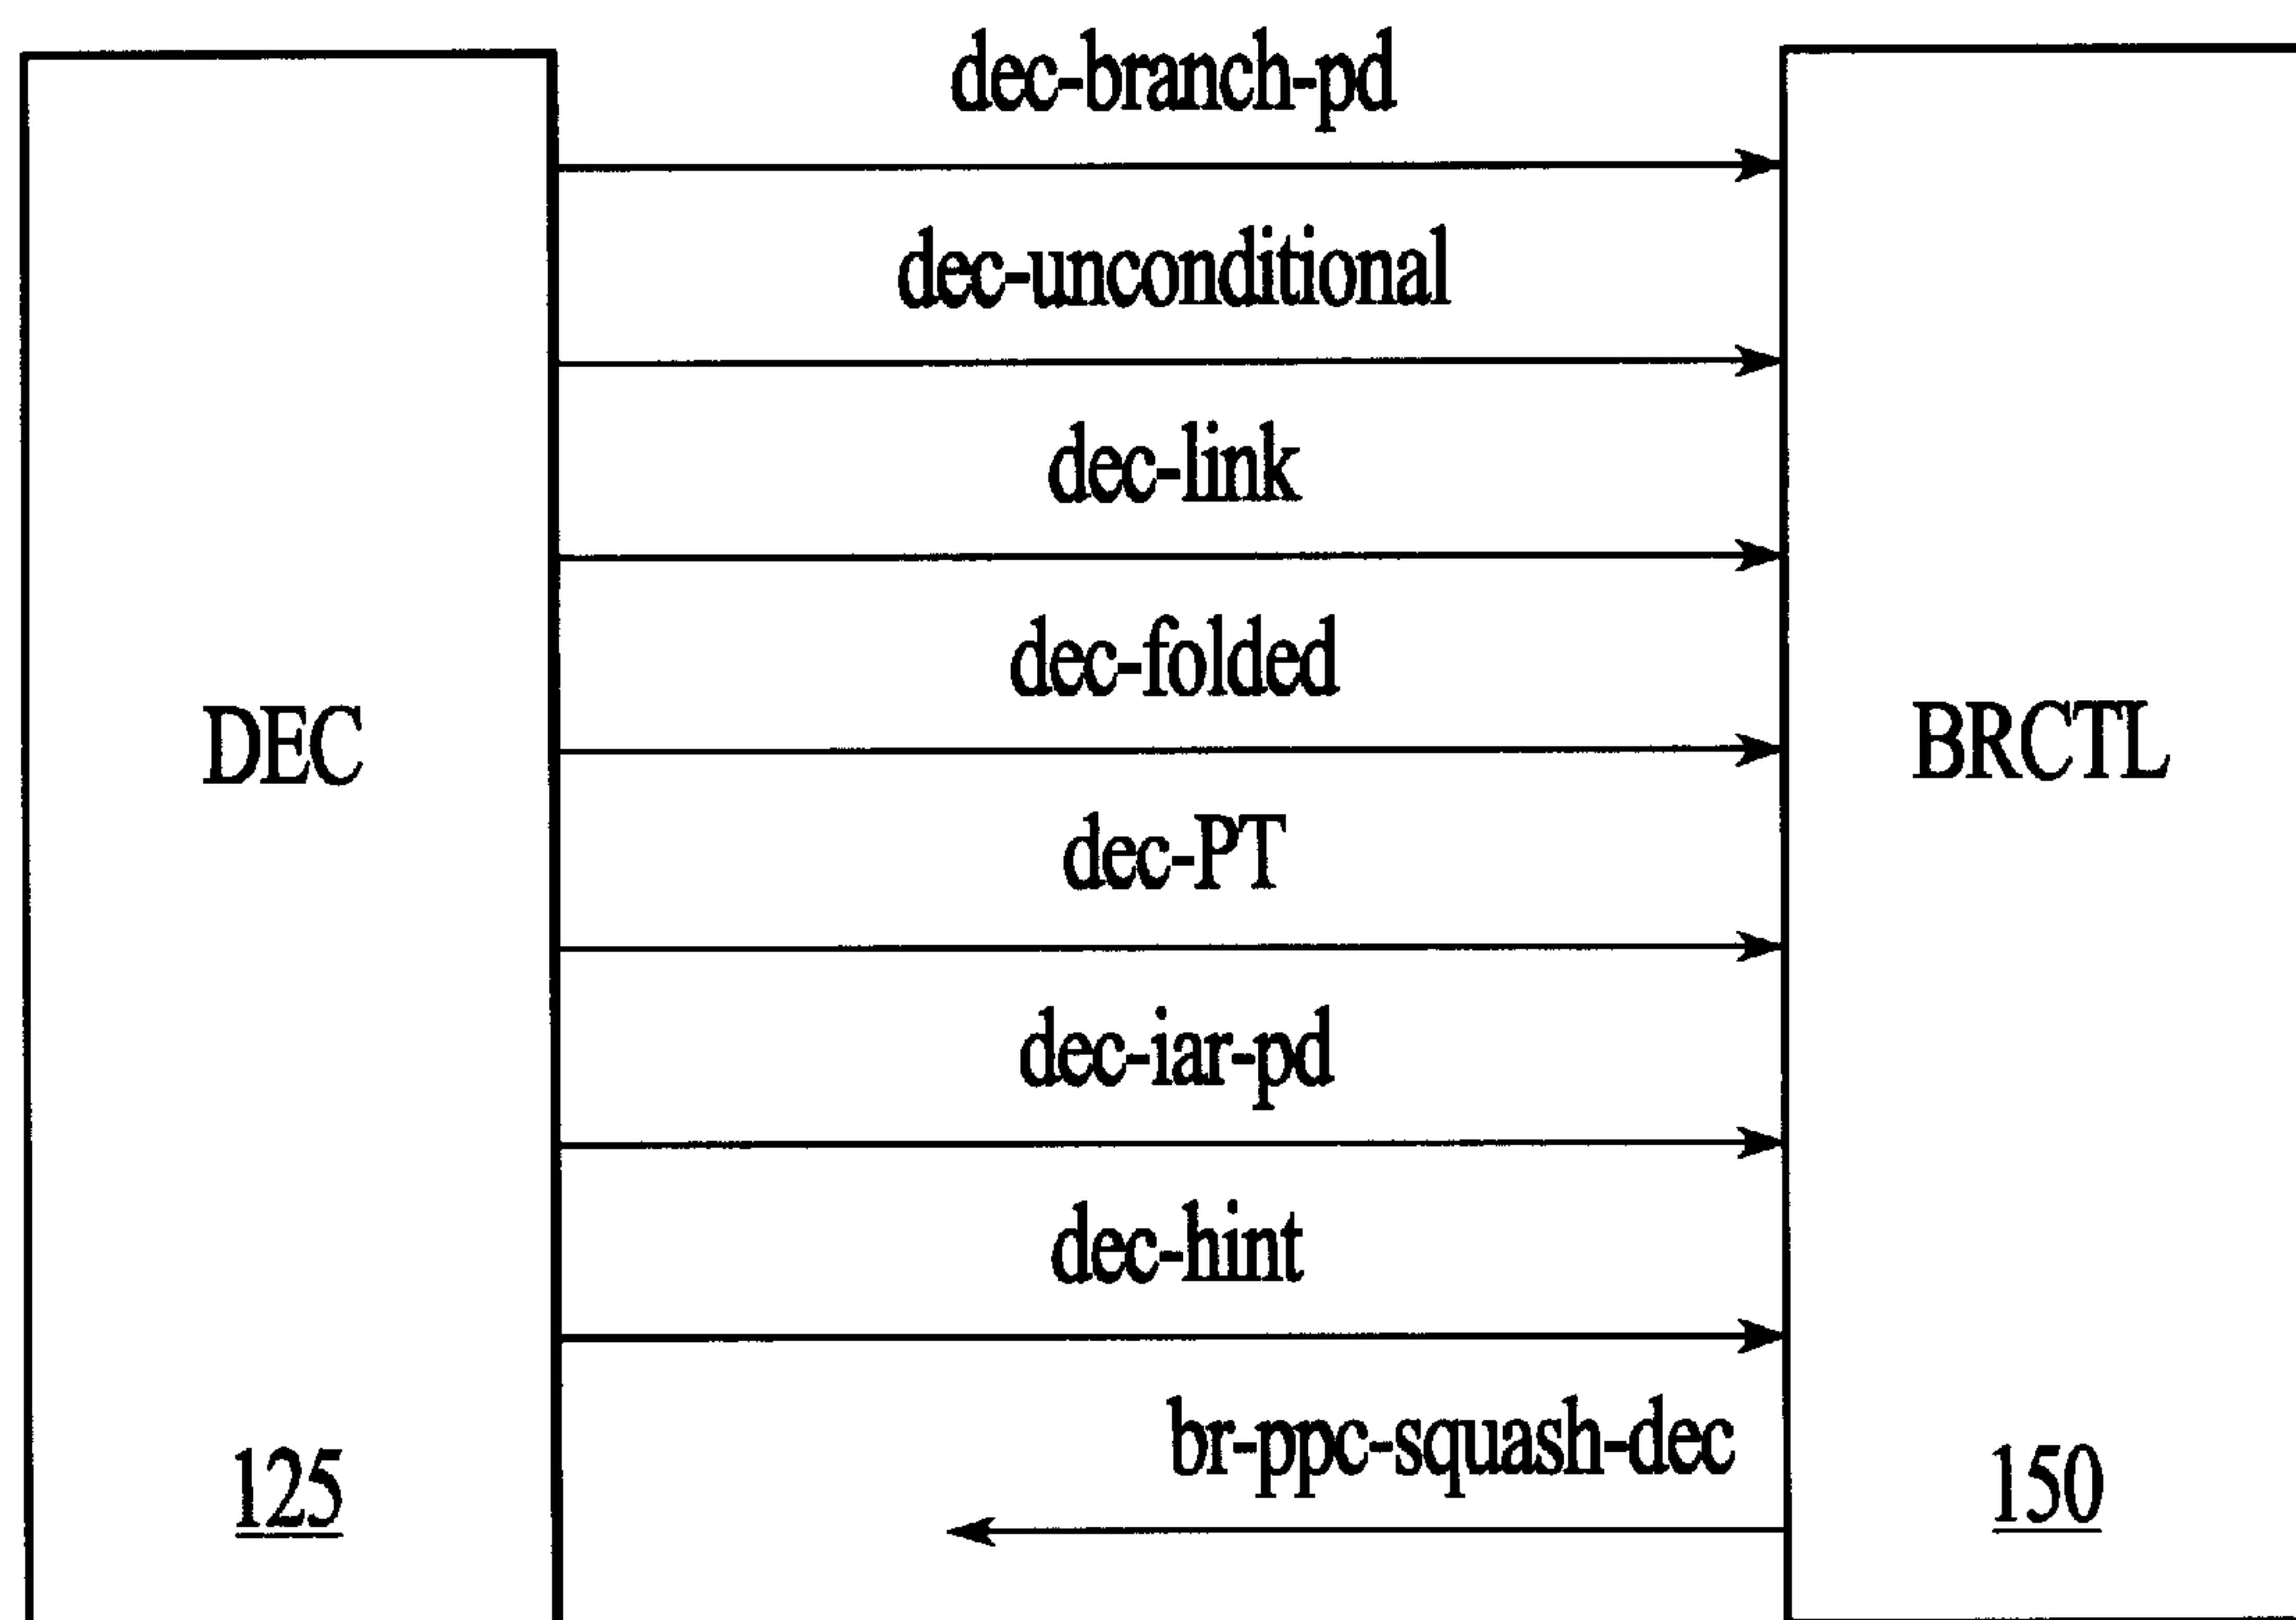 dec-branch-pd
dec-unconditional
dec-link
dec-folded
DEC
BRCTL
dec-PT
dec-iar-pd
dec-hint
br-ppc-squash-dec
125
150